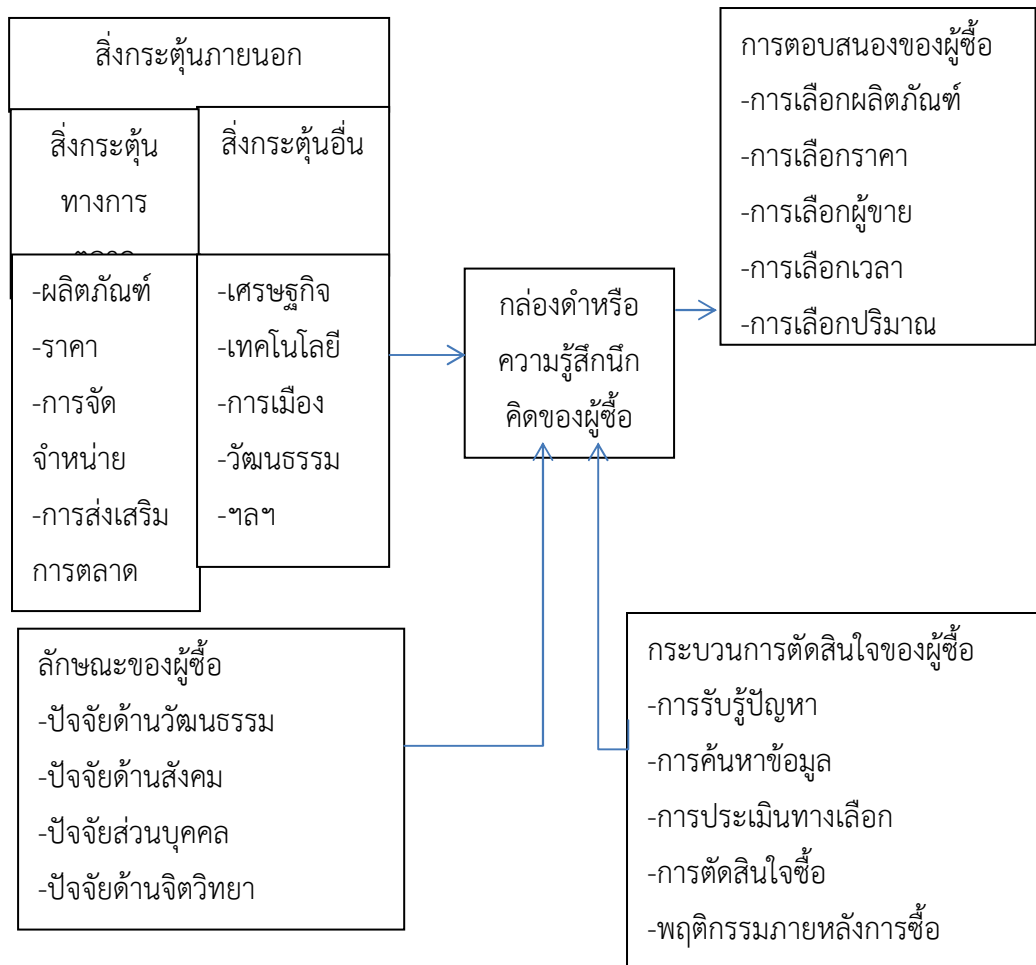 สิ่งกระตุ้นภายนอก
สิ่งกระตุ้น
ทางการ
สิ่งกระตุ้นอื่น
-ผลิตภัณฑ์
-ราคา
-การจัด
จำหน่าย
-การส่งเสริม
การตลาด
-เศรษฐกิจ
-เทคโนโลยี
-การเมือง
-วัฒนธรรม
-ฯลฯ
กล่องดำหรือ
ความรู้สึกนึก
คิดของผู้ซื้อ
การตอบสนองของผู้ซื้อ
-การเลือกผลิตภัณฑ์
-การเลือกราคา
-การเลือกผู้ขาย
-การเลือกเวลา
-การเลือกปริมาณ
ลักษณะของผู้ซื้อ
-ปัจจัยด้านวัฒนธรรม
-ปัจจัยด้านสังคม
-ปัจจัยส่วนบุคคล
-ปัจจัยด้านจิตวิทยา
กระบวนการตัดสินใจของผู้ซื้อ
-การรับรู้ปัญหา
-การค้นหาข้อมูล
-การประเมินทางเลือก
-การตัดสินใจซื้อ
-พฤติกรรมภายหลังการซื้อ